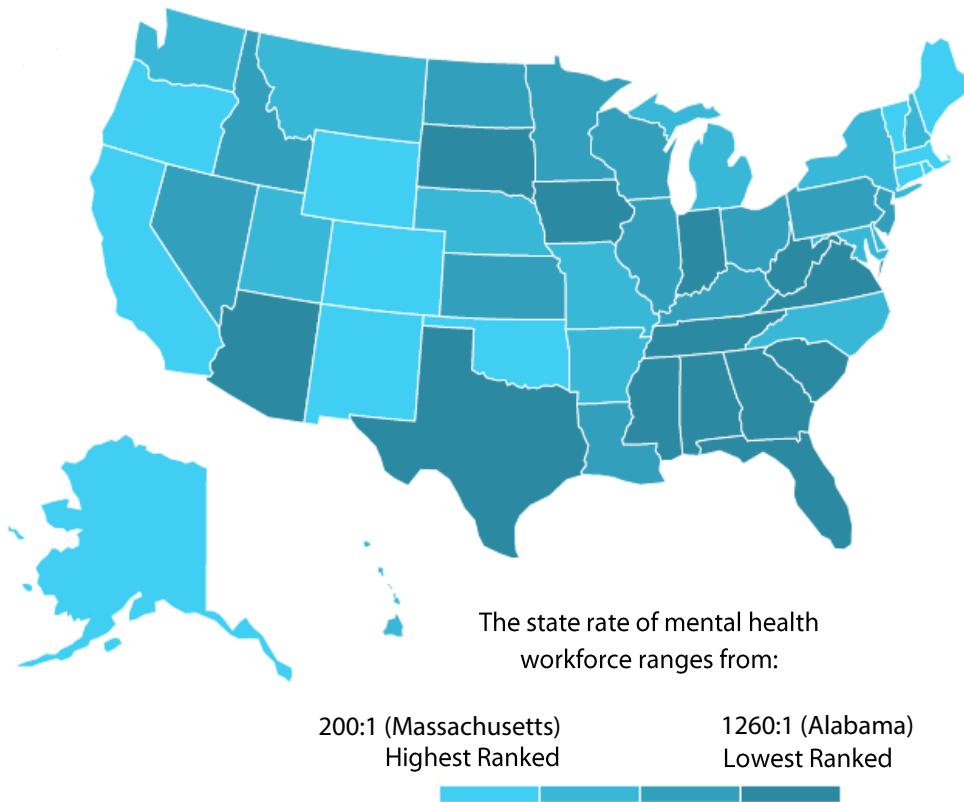 The state rate of mental health
workforce ranges from:
200:1 (Massachusetts)
Highest Ranked
1260:1 (Alabama)
Lowest Ranked